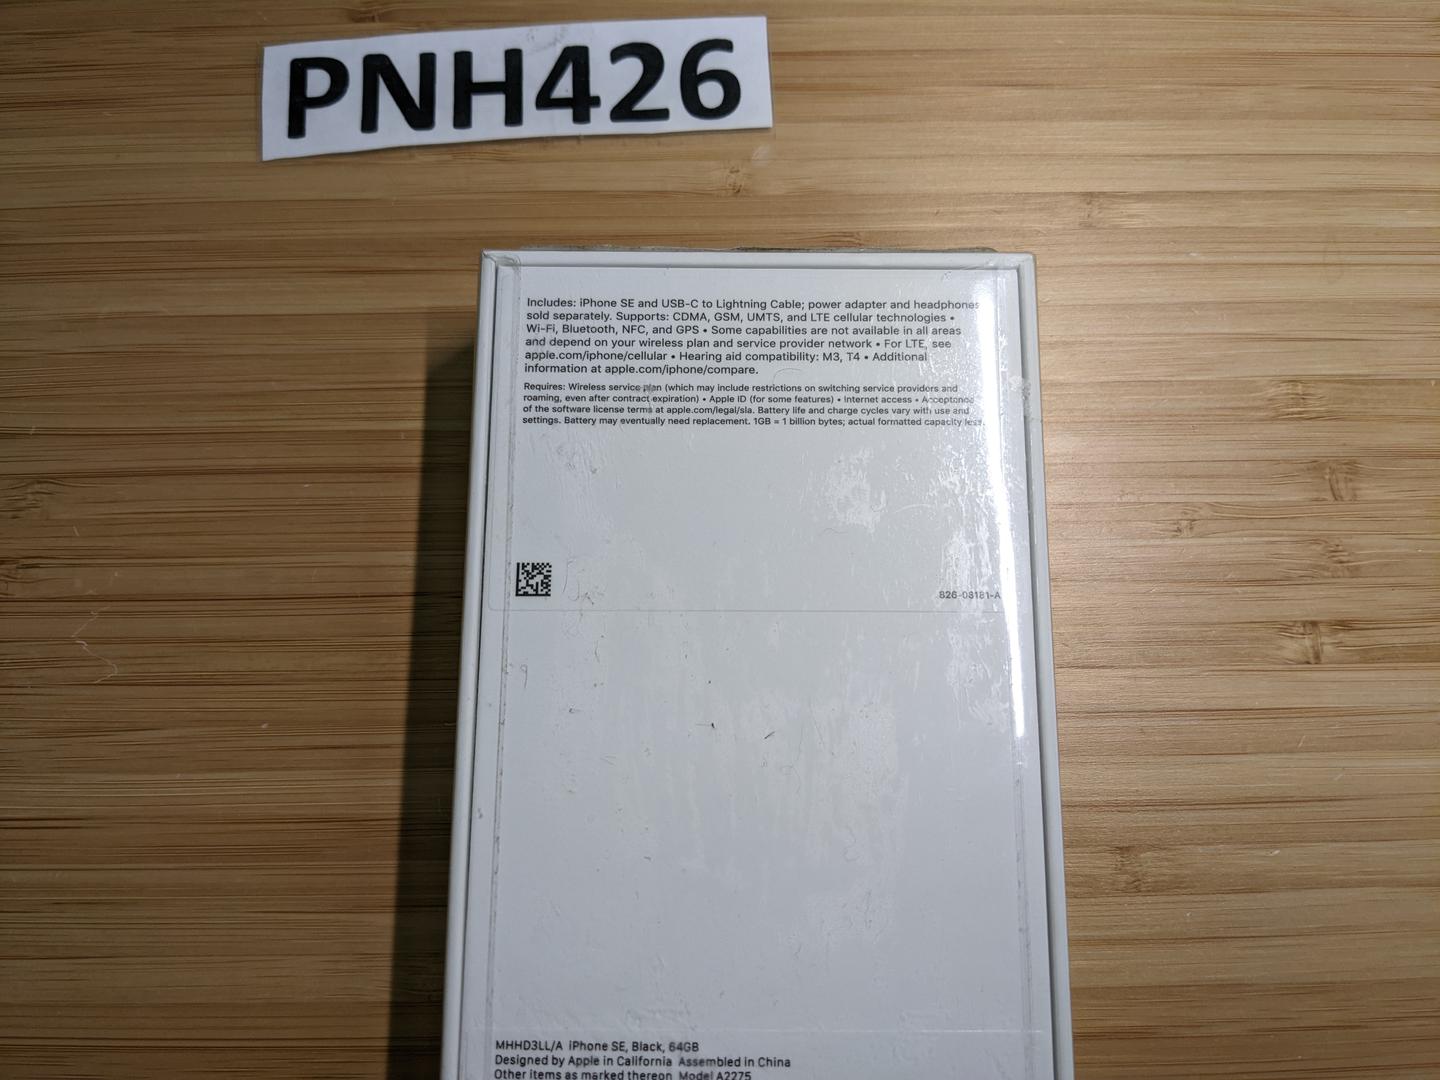 PNH426
Includes: iPhone SE and USB-C to Lightning Cable; power adapter and headphones
sold separately. Supports: CDMA, GSM, UMTS, and LTE cellular technologies •
Wi-Fi, Bluetooth, NFC, and GPS • Some capabilities are not available in all areas
and depend on your wireless plan and service provider network • For LTE, see
apple.com/iphone/cellular • Hearing aid compatibility: M3, T4 • Additional
information at apple.com/iphone/compare.
Requires: Wireless service plan (which may include restrictions on switching service providers and
roaming, even after contract expiration) • Apple ID (for some features) • Internet access • Acceptance
of the software license terms at apple.com/legal/sla. Battery life and charge cycles vary with use and
settings. Battery may eventually need replacement. 1GB = 1 billion bytes; actual formatted capacity less.
826-08181-A
MHHD3LL/A iPhone SE, Black, 64GB
Designed by Apple in California Assembled in China
Other items as marked thereon Model A2275